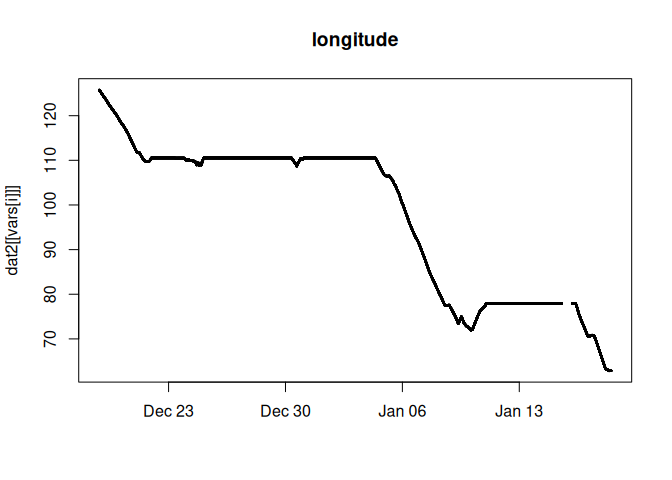 longitude
dat2[[vars[i]]]
120
110
100
90
80
70
Dec 23
Dec 30
Jan 06
Jan 13